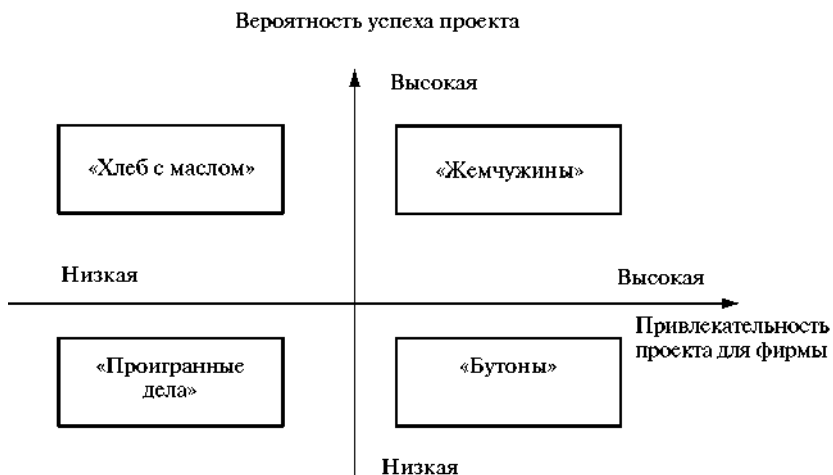 Вероятность успеха проекта
Высокая
«Хлеб с маслом»
«Жемчужины»
Низкая
Высокая
Привлекательность
проекта для фирмы
«Проигранные
дела»
«Бутоны»
Низкая